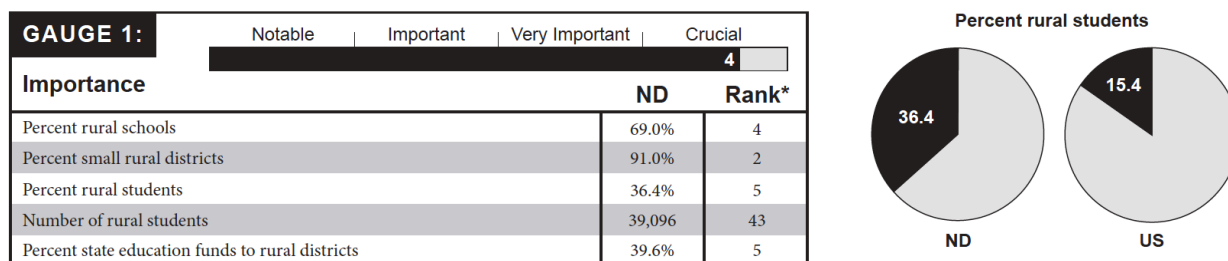 GAUGE 1:
Notable Important Very Important Crucial
4
Importance
ND Rank*
Percent rural schools 69.0% 4
Percent small rural districts 91.0% 2
Percent rural students 36.4% 5
Number of rural students 39,096 43
Percent state education funds to rural districts 39.6% 5
Percent rural students
36.4 15.4
ND US